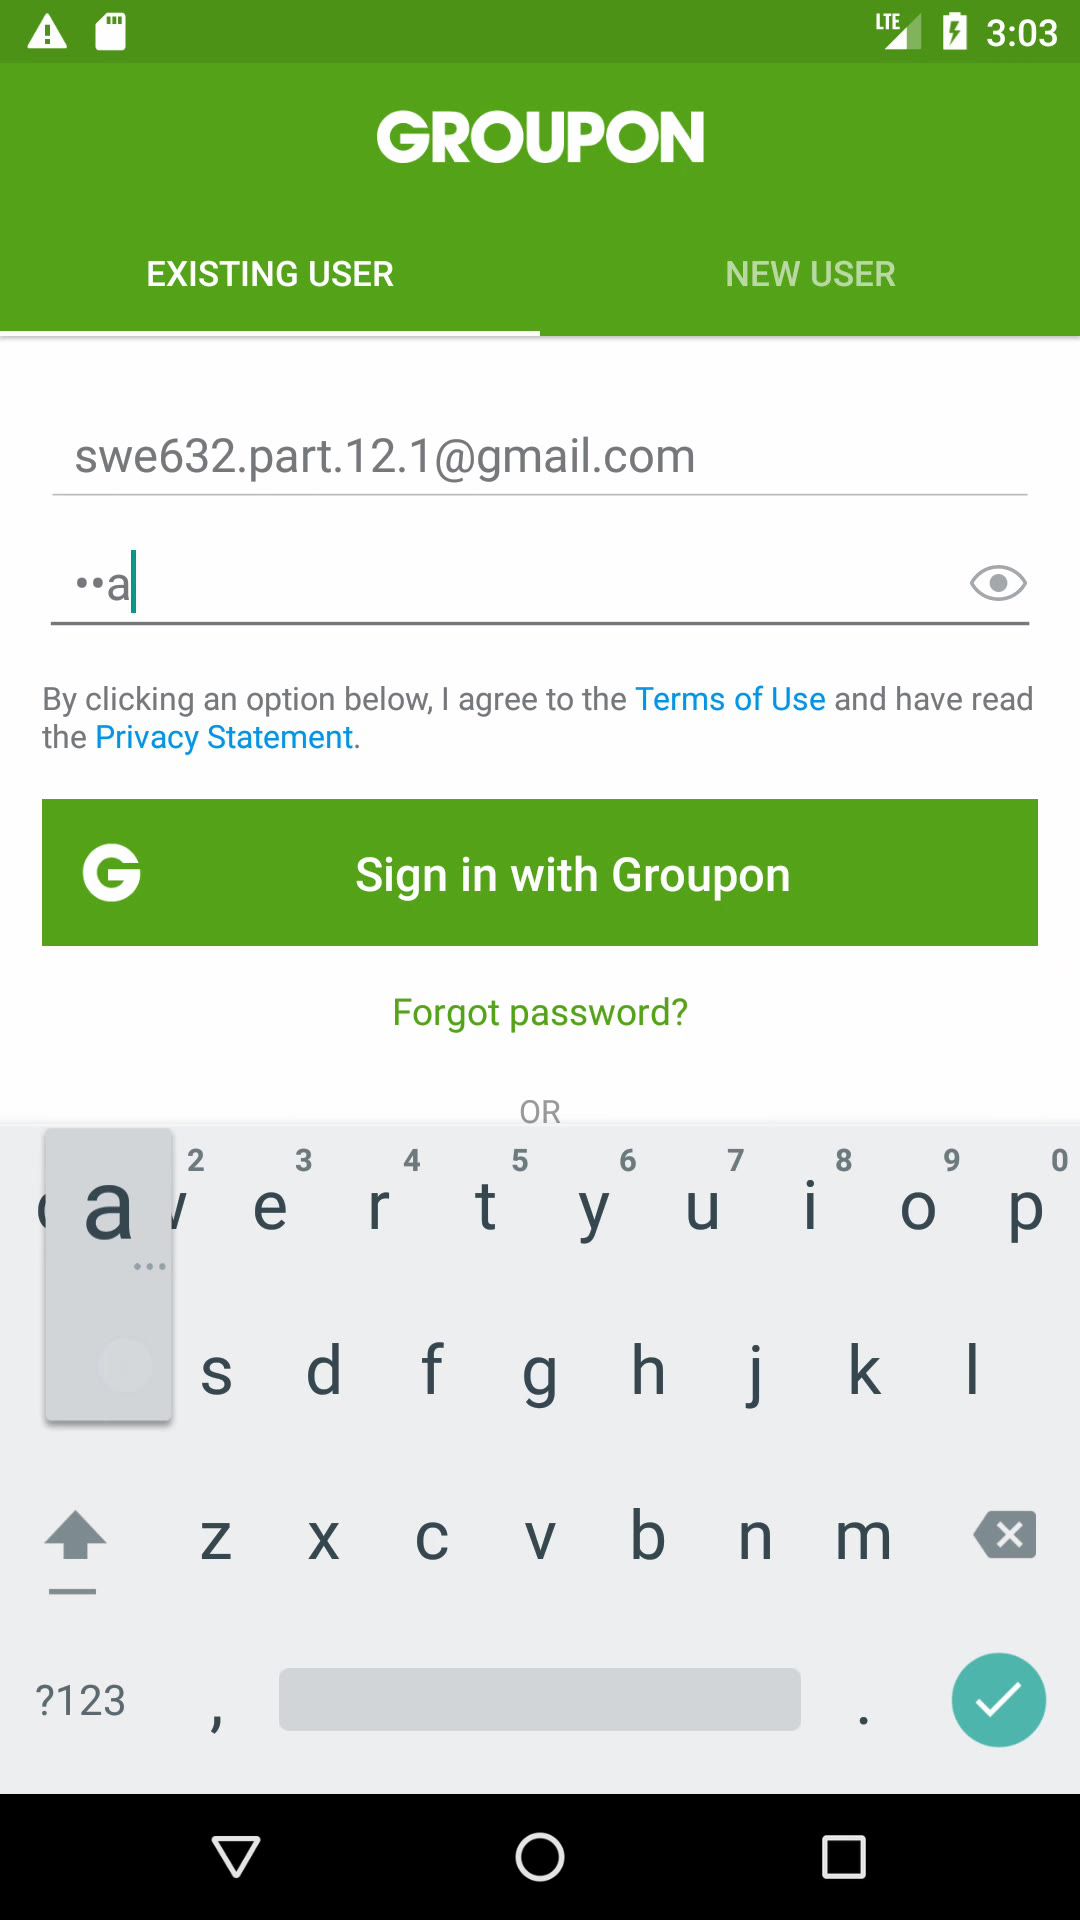 LTE 3:03
GROUPON
EXISTING USER NEW USER
swe632.part.12.1@gmail.com
••a
By clicking an option below, I agree to the Terms of Use and have read
the Privacy Statement.
G Sign in with Groupon
Forgot password?
OR
2 3 4 5 6 7 8 9 0
a e r t y u i o p
s d f g h j k l
z x c v b n m
?123 , .